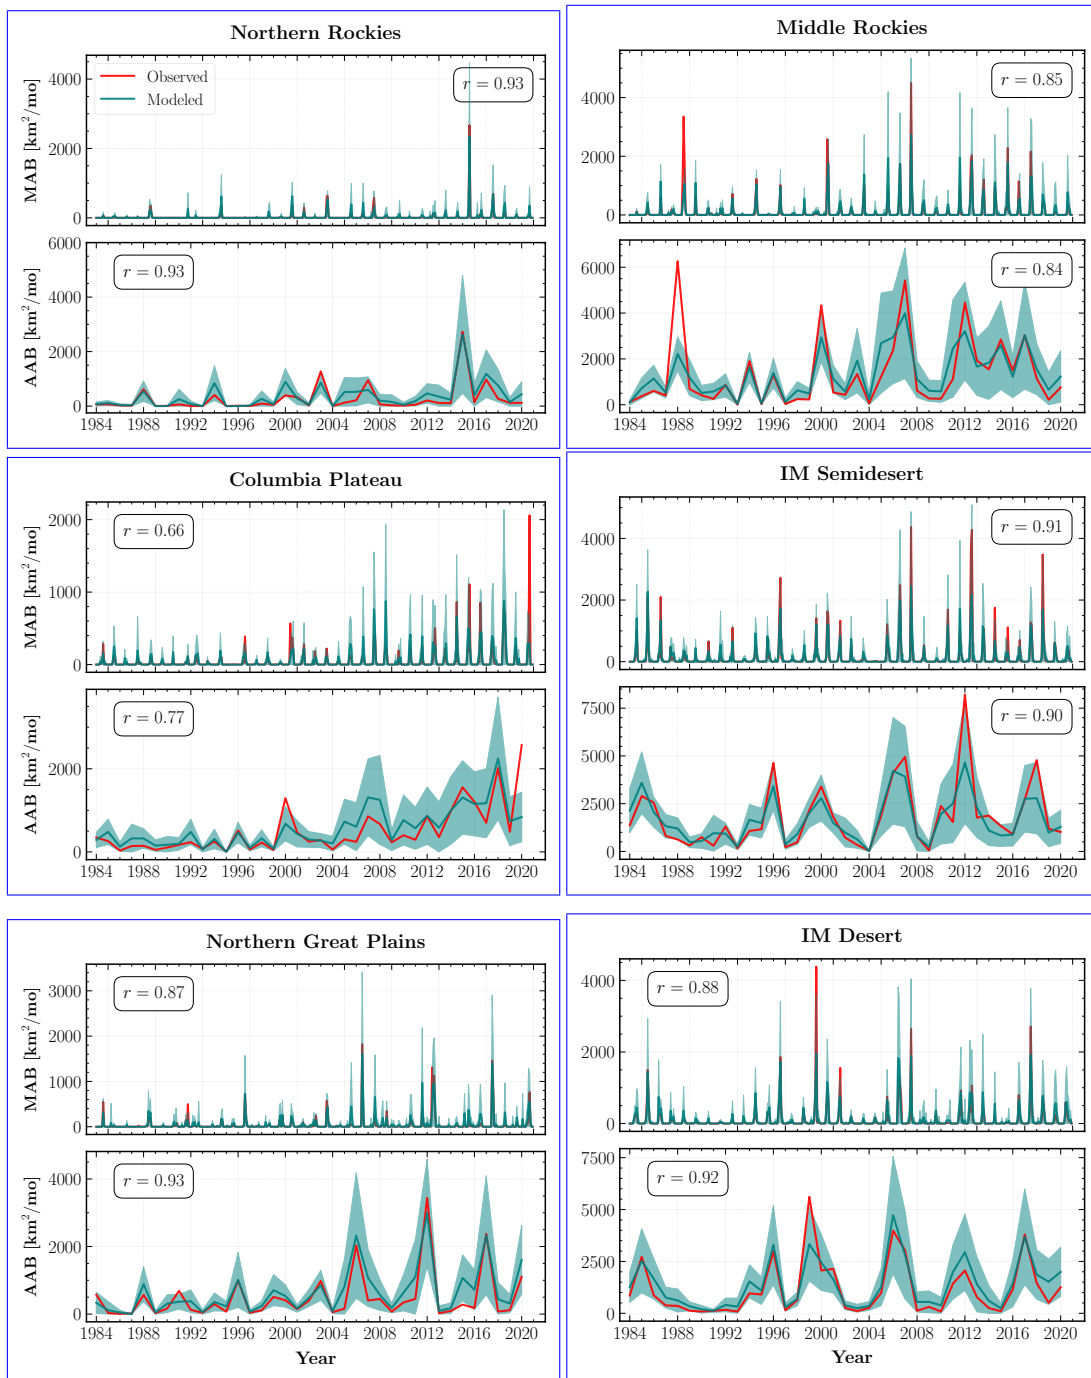 Northern Rockies
Observed
Modeled
r = 0.93
4000
2000
0
MAB [km²/mo]
r = 0.93
6000
4000
2000
0
AAB [km²/mo]
1984 1988 1992 1996 2000 2004 2008 2012 2016 2020
Middle Rockies
r = 0.85
4000
2000
0
r = 0.84
6000
4000
2000
0
1984 1988 1992 1996 2000 2004 2008 2012 2016 2020
Columbia Plateau
r = 0.66
2000
1000
0
MAB [km²/mo]
r = 0.77
2000
0
AAB [km²/mo]
1984 1988 1992 1996 2000 2004 2008 2012 2016 2020
IM Semidesert
r = 0.91
4000
2000
0
r = 0.90
7500
5000
2500
0
1984 1988 1992 1996 2000 2004 2008 2012 2016 2020
Northern Great Plains
r = 0.87
3000
2000
1000
0
MAB [km²/mo]
r = 0.93
4000
2000
0
AAB [km²/mo]
1984 1988 1992 1996 2000 2004 2008 2012 2016 2020
Year
IM Desert
r = 0.88
4000
2000
0
r = 0.92
7500
5000
2500
0
1984 1988 1992 1996 2000 2004 2008 2012 2016 2020
Year